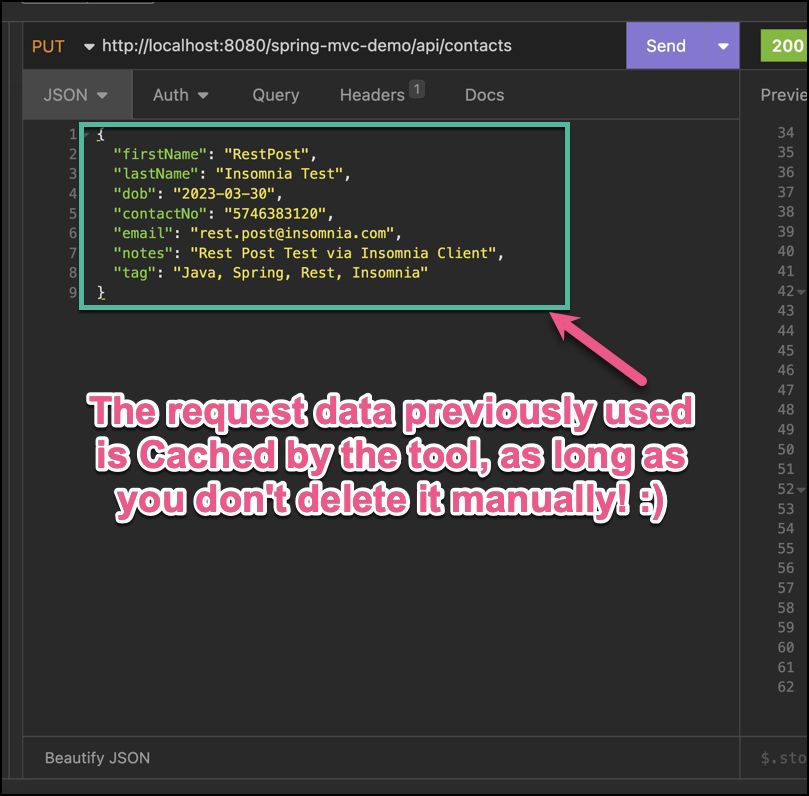 PUT http://localhost:8080/spring-mvc-demo/api/contacts Send 200
JSON Auth Query Headers 1 Docs Previe
1 {
2 "firstName": "RestPost",
3 "lastName": "Insomnia Test",
4 "dob": "2023-03-30",
5 "contactNo": "5746383120",
6 "email": "rest.post@insomnia.com",
7 "notes": "Rest Post Test via Insomnia Client",
8 "tag": "Java, Spring, Rest, Insomnia"
9 }
The request data previously used
is Cached by the tool, as long as
you don't delete it manually! :)
34
35
36
37
38
39
40
41
42
43
44
45
46
47
48
49
50
51
52
53
54
55
56
57
58
59
60
61
62
Beautify JSON $.sto